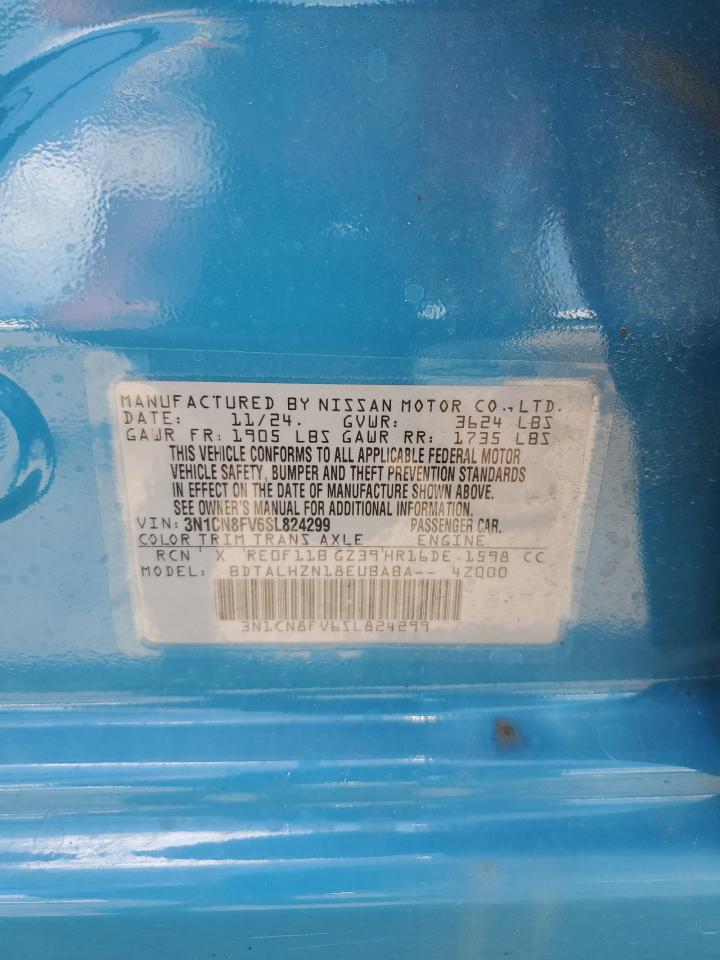 MANUFACTURED BY NISSAN MOTOR CO., LTD.
DATE: 11/24. GVWR: 3624 LBS
GAWR FR: 1905 LBS GAWR RR: 1735 LBS
THIS VEHICLE CONFORMS TO ALL APPLICABLE FEDERAL MOTOR
VEHICLE SAFETY, BUMPER AND THEFT PREVENTION STANDARDS
IN EFFECT ON THE DATE OF MANUFACTURE SHOWN ABOVE.
SEE OWNER'S MANUAL FOR ADDITIONAL INFORMATION.
VIN: 3N1CN8FV6SL824299 PASSENGER CAR.
COLOR TRIM TRANS AXLE ENGINE
RCN X RE0F11B GZ39 HR16DE 1598 CC
MODEL: BDTALHZN18EUBABA-- 4ZQ00
3N1CN8FV6SL824299